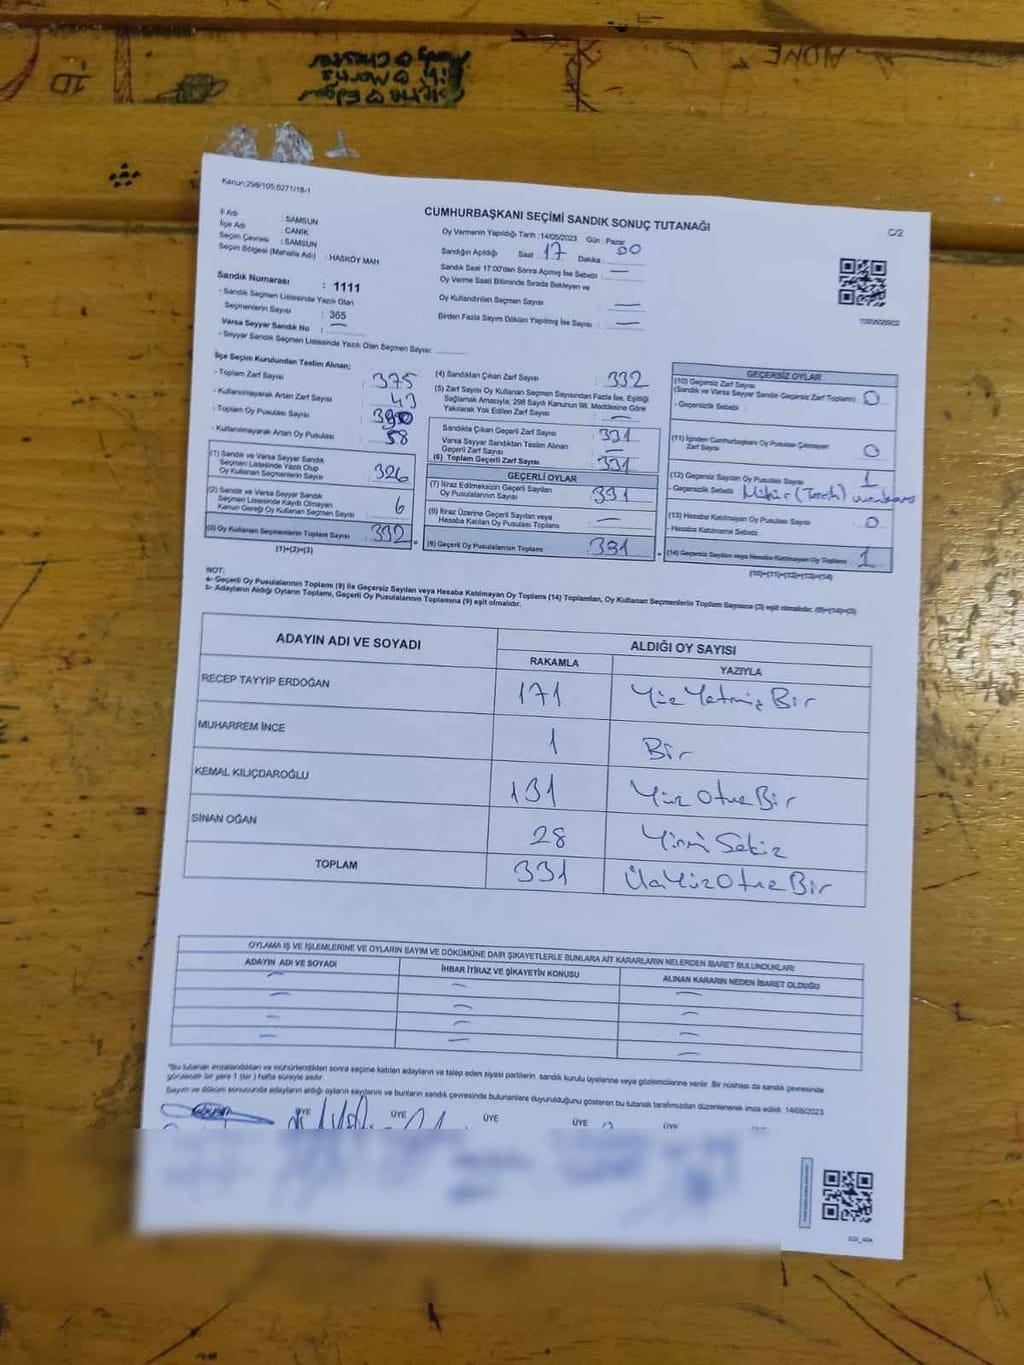 Kanun;298/105,6271/18-1
CUMHURBAŞKANI SEÇİMİ SANDIK SONUÇ TUTANAĞI
O/2
İl Adı : SAMSUN
İlçe Adı : CANİK
Seçim Çevresi : SAMSUN
Seçim Bölgesi (Mahalle Adı) : HASKÖY MAH
Oy Vermenin Yapıldığı Tarih :14/05/2023 Gün : Pazar
Sandığın Açıldığı Saat : 17 Dakika : 00
Sandık Saat 17:00'den Sonra Açılmış İse Sebebi : —
Oy Verme Saati Bitiminde Sırada Bekleyen ve
Oy Kullandırılan Seçmen Sayısı : —
Birden Fazla Sayım Döküm Yapılmış İse Sayısı : —
Sandık Numarası : 1111
- Sandık Seçmen Listesinde Yazılı Olan
Seçmenlerin Sayısı : 365
Varsa Seyyar Sandık No : —
- Seyyar Sandık Seçmen Listesinde Yazılı Olan Seçmen Sayısı:
İlçe Seçim Kurulundan Teslim Alınan;
- Toplam Zarf Sayısı : 375
- Kullanılmayarak Artan Zarf Sayısı : 43
- Toplam Oy Pusulası Sayısı :
- Kullanılmayarak Artan Oy Pusulası : 58
(1) Sandık ve Varsa Seyyar Sandık
Seçmen Listesinde Yazılı Olup
Oy Kullanan Seçmenlerin Sayısı : 326
(2) Sandık ve Varsa Seyyar Sandık
Seçmen Listesinde Kaydı Olmayan
Kanun Gereği Oy Kullanan Seçmen Sayısı : 6
(3) Oy Kullanan Seçmenlerin Toplam Sayısı : 332
(1)+(2)=(3)
(4) Sandıktan Çıkan Zarf Sayısı : 332
(5) Zarf Sayısı Oy Kullanan Seçmen Sayısından Fazla İse, Eşitliği
Sağlamak Amacıyla; 298 Sayılı Kanunun 98. Maddesine Göre
Yakılarak Yok Edilen Zarf Sayısı : —
Sandıkta Çıkan Geçerli Zarf Sayısı : 331
Varsa Seyyar Sandıktan Teslim Alınan
Geçerli Zarf Sayısı : —
(6) Toplam Geçerli Zarf Sayısı : 331
GEÇERLİ OYLAR
(7) İtiraz Edilmeksizin Geçerli Sayılan
Oy Pusulalarının Sayısı : 331
(8) İtiraz Üzerine Geçerli Sayılan veya
Hesaba Katılan Oy Pusulası Toplamı : —
(9) Geçerli Oy Pusulalarının Toplamı : 331
GEÇERSİZ OYLAR
(10) Geçersiz Zarf Sayısı
(Sandık ve Varsa Seyyar Sandık Geçersiz Zarf Toplamı) : 0
- Geçersizlik Sebebi :
(11) İçinden Cumhurbaşkanı Oy Pusulası Çıkmayan
Zarf Sayısı : 0
(12) Geçersiz Sayılan Oy Pusulası Sayısı : 1
- Geçersizlik Sebebi : Mühür
(13) Hesaba Katılmayan Oy Pusulası Sayısı : 0
- Hesaba Katılmama Sebebi :
(14) Geçersiz Sayılan veya Hesaba Katılmayan Oy Toplamı : 1
(10)+(11)+(12)+(13)=(14)
NOT:
a- Geçerli Oy Pusulalarının Toplamı (9) ile Geçersiz Sayılan veya Hesaba Katılmayan Oy Toplamı (14) Toplamları, Oy Kullanan Seçmenlerin Toplam Sayısına (3) eşit olmalıdır. (9)+(14)=(3)
b- Adayların Aldığı Oyların Toplamı, Geçerli Oy Pusulalarının Toplamına (9) eşit olmalıdır.
ADAYIN ADI VE SOYADI
ALDIĞI OY SAYISI
RAKAMLA YAZIYLA
RECEP TAYYİP ERDOĞAN 171 Yüz Yetmiş Bir
MUHARREM İNCE 1 Bir
KEMAL KILIÇDAROĞLU 131 Yüz Otuz Bir
SİNAN OĞAN 28 Yirmi Sekiz
TOPLAM 331 Üç Yüz Otuz Bir
OYLAMA İŞ VE İŞLEMLERİNE VE OYLARIN SAYIM VE DÖKÜMÜNE DAİR ŞİKAYETLERLE BUNLARA AİT KARARLARIN NELERDEN İBARET BULUNDUKLARI
ADAYIN ADI VE SOYADI İHBAR İTİRAZ VE ŞİKAYETİN KONUSU ALINAN KARARIN NEDEN İBARET OLDUĞU
*Bu tutanak imzalandıktan ve mühürlendikten sonra seçime katılan adayların ve talep eden siyasi partilerin sandık kurulu üyelerine veya gözlemcilerine verilir. Bir nüshası da sandık çevresinde
görülecek bir yere 1 (bir) hafta süreyle asılır.
Sayım ve döküm sonucunda adayların aldığı oyların sayılarını ve bunların sandık çevresinde bulunanlara duyurulduğunu gösteren bu tutanak tarafımızdan düzenlenerek imza edildi. 14/05/2023
ÜYE ÜYE ÜYE ÜYE ÜYE